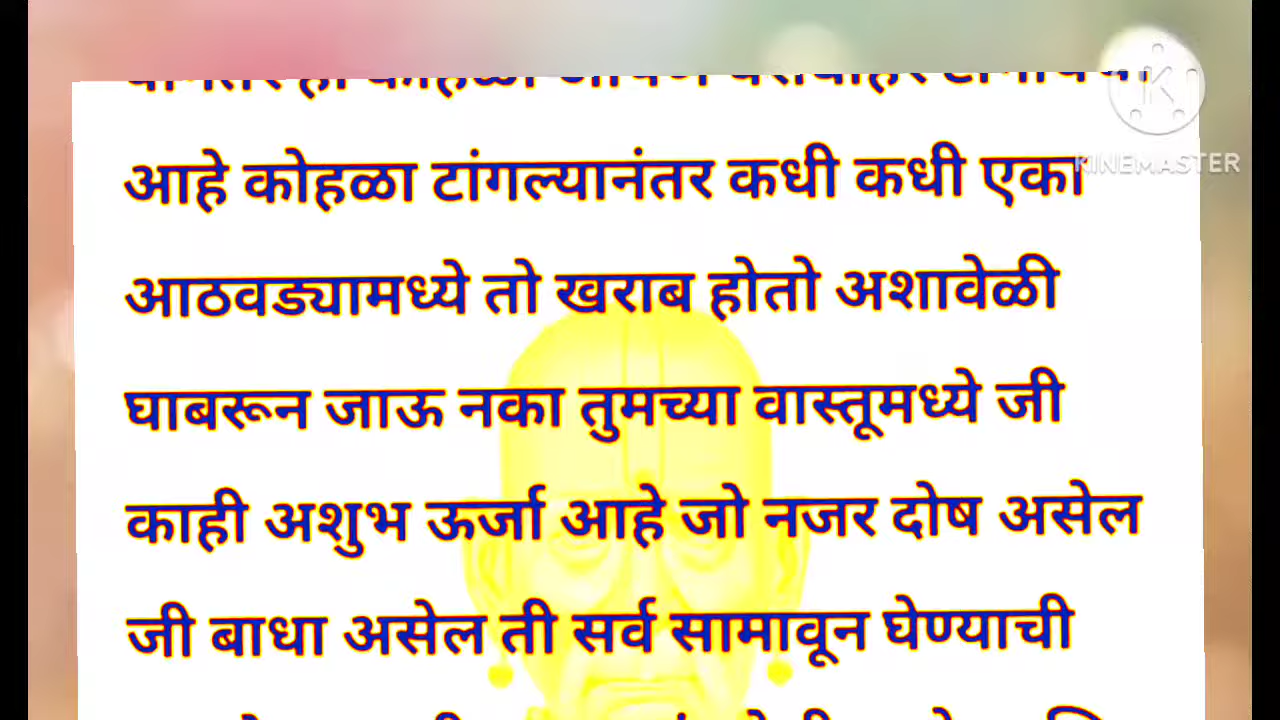 आहे कोहळा टांगल्यानंतर कधी कधी एका
KINEMASTER
आठवड्यामध्ये तो खराब होतो अशावेळी
घाबरून जाऊ नका तुमच्या वास्तूमध्ये जी
काही अशुभ ऊर्जा आहे जो नजर दोष असेल
जी बाधा असेल ती सर्व सामावून घेण्याची